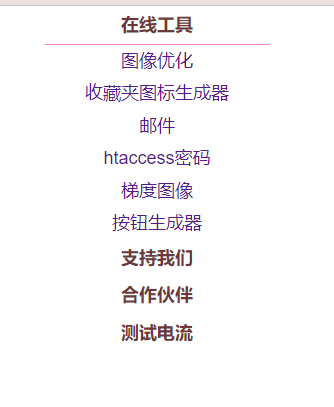 在线工具
图像优化
收藏夹图标生成器
邮件
htaccess密码
梯度图像
按钮生成器
支持我们
合作伙伴
测试电流